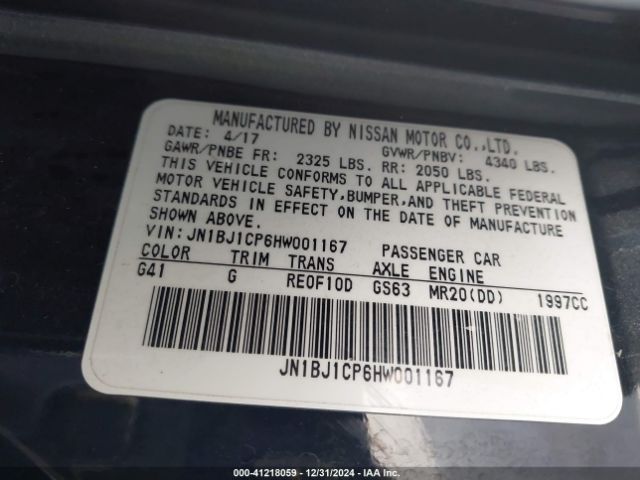 MANUFACTURED BY NISSAN MOTOR CO.,LTD.
DATE: 4/17 GVWR/PNBV: 4340 LBS.
GAWR/PNBE FR: 2325 LBS. RR: 2050 LBS.
THIS VEHICLE CONFORMS TO ALL APPLICABLE FEDERAL
MOTOR VEHICLE SAFETY,BUMPER,AND THEFT PREVENTION
STANDARDS IN EFFECT ON THE DATE OF MANUFACTURE
SHOWN ABOVE.
VIN: JN1BJ1CP6HW001167 PASSENGER CAR
COLOR TRIM TRANS AXLE ENGINE
G41 G RE0F10D GS63 MR20(DD) 1997CC
JN1BJ1CP6HW001167
000-41218059 - 12/31/2024 - IAA Inc.